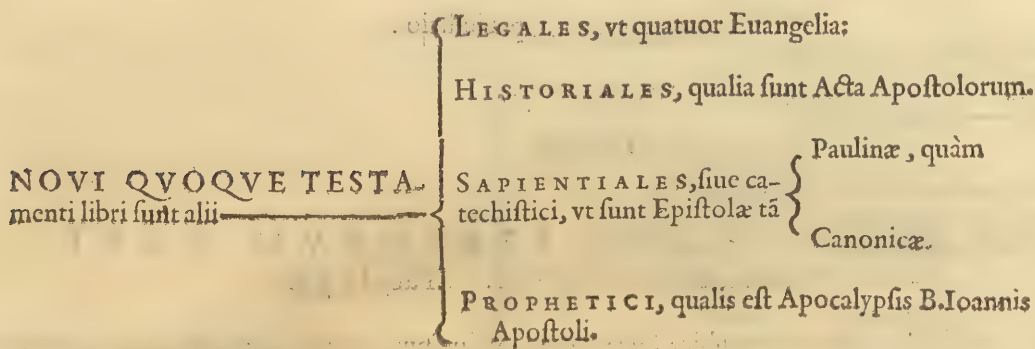 LEGALES, vt quatuor Euangelia;
HISTORIALES, qualia ſunt Acta Apoſtolorum.
NOVI QVOQVE TESTA-
menti libri ſunt alii
SAPIENTIALES, ſiue ca-
techiſtici, vt ſunt Epiſtolæ tā
Paulinæ, quàm
Canonicæ.
PROPHETICI, qualis eſt Apocalypſis B. Ioannis
Apoſtoli.